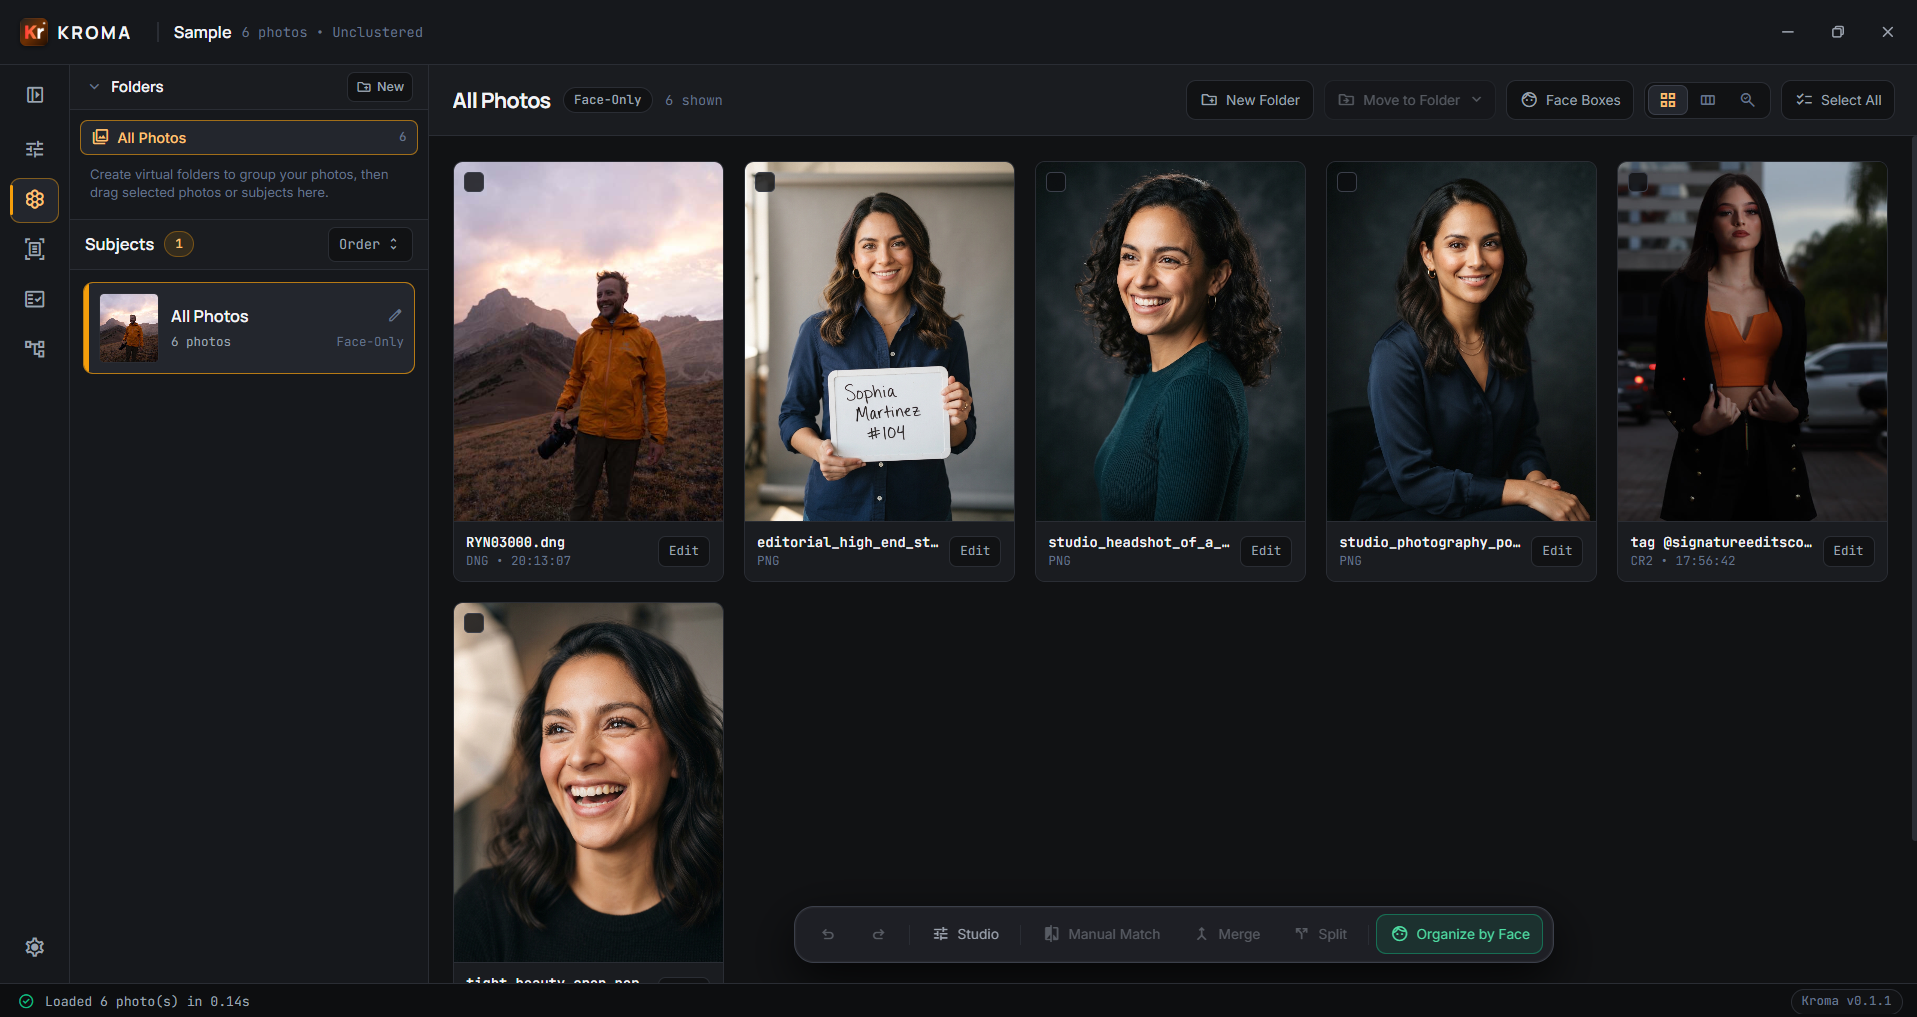 Kr KROMA
Sample 6 photos • Unclustered
Folders
New
All Photos 6
Create virtual folders to group your photos, then
drag selected photos or subjects here.
Subjects 1
Order
All Photos
6 photos Face-Only
All Photos Face-Only 6 shown
New Folder
Move to Folder
Face Boxes
Select All
Sophia
Martinez
#104
RYN03000.dng
DNG • 20:13:07
Edit
editorial_high_end_st…
PNG
Edit
studio_headshot_of_a_…
PNG
Edit
studio_photography_po…
PNG
Edit
tag @signatureeditsco…
CR2 • 17:56:42
Edit
Studio
Manual Match
Merge
Split
Organize by Face
Loaded 6 photo(s) in 0.14s
Kroma v0.1.1